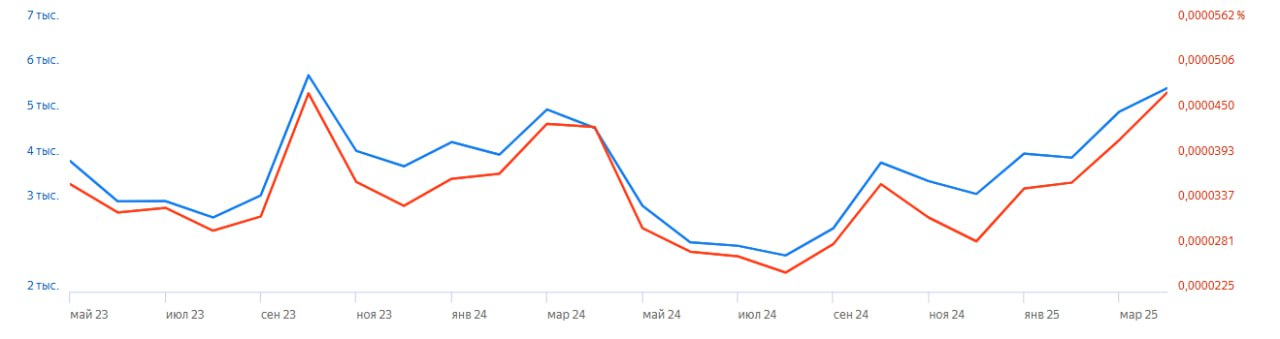 7 тыс.
0,0000562 %
6 тыс.
0,0000506
5 тыс.
0,0000450
4 тыс.
0,0000393
3 тыс.
0,0000337
0,0000281
2 тыс.
0,0000225
май 23
июл 23
сен 23
ноя 23
янв 24
мар 24
май 24
июл 24
сен 24
ноя 24
янв 25
мар 25